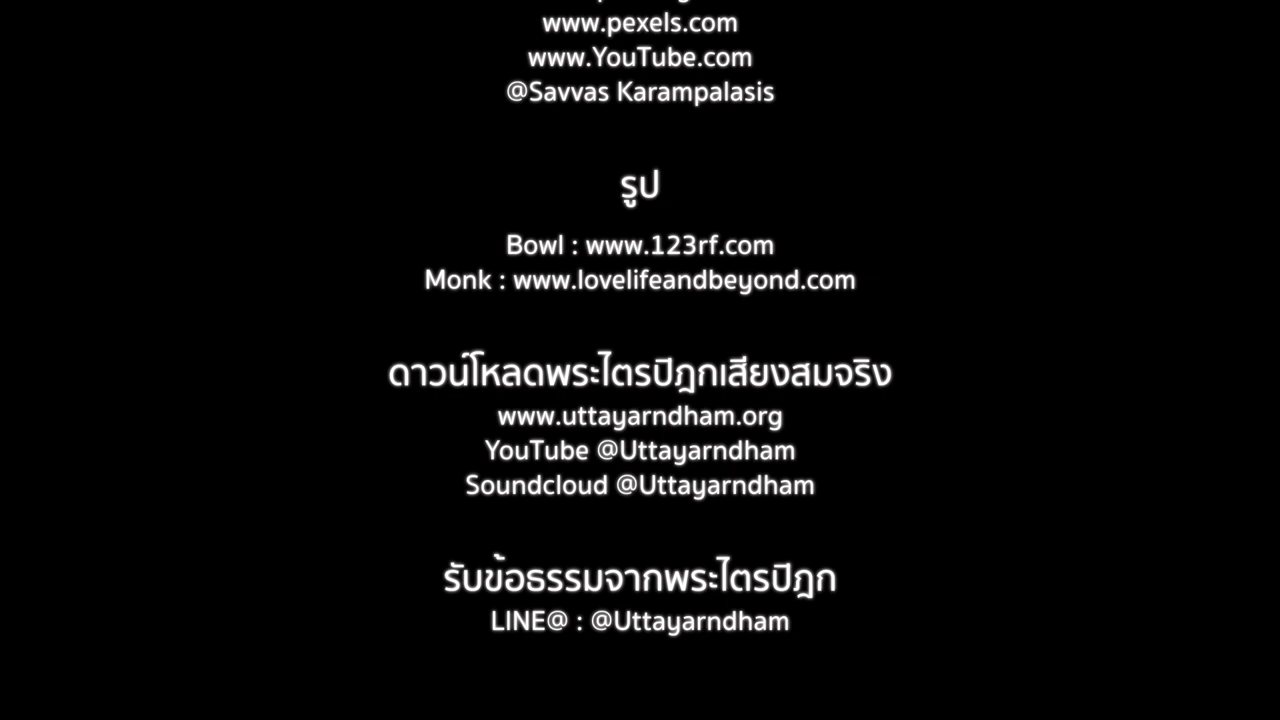 www.pexels.com
www.YouTube.com
@Savvas Karampalasis
รูป
Bowl : www.123rf.com
Monk : www.lovelifeandbeyond.com
ดาวน์โหลดพระไตรปิฎกเสียงสมจริง
www.uttayarndham.org
YouTube @Uttayarndham
Soundcloud @Uttayarndham
รับข้อธรรมจากพระไตรปิฎก
LINE@ : @Uttayarndham